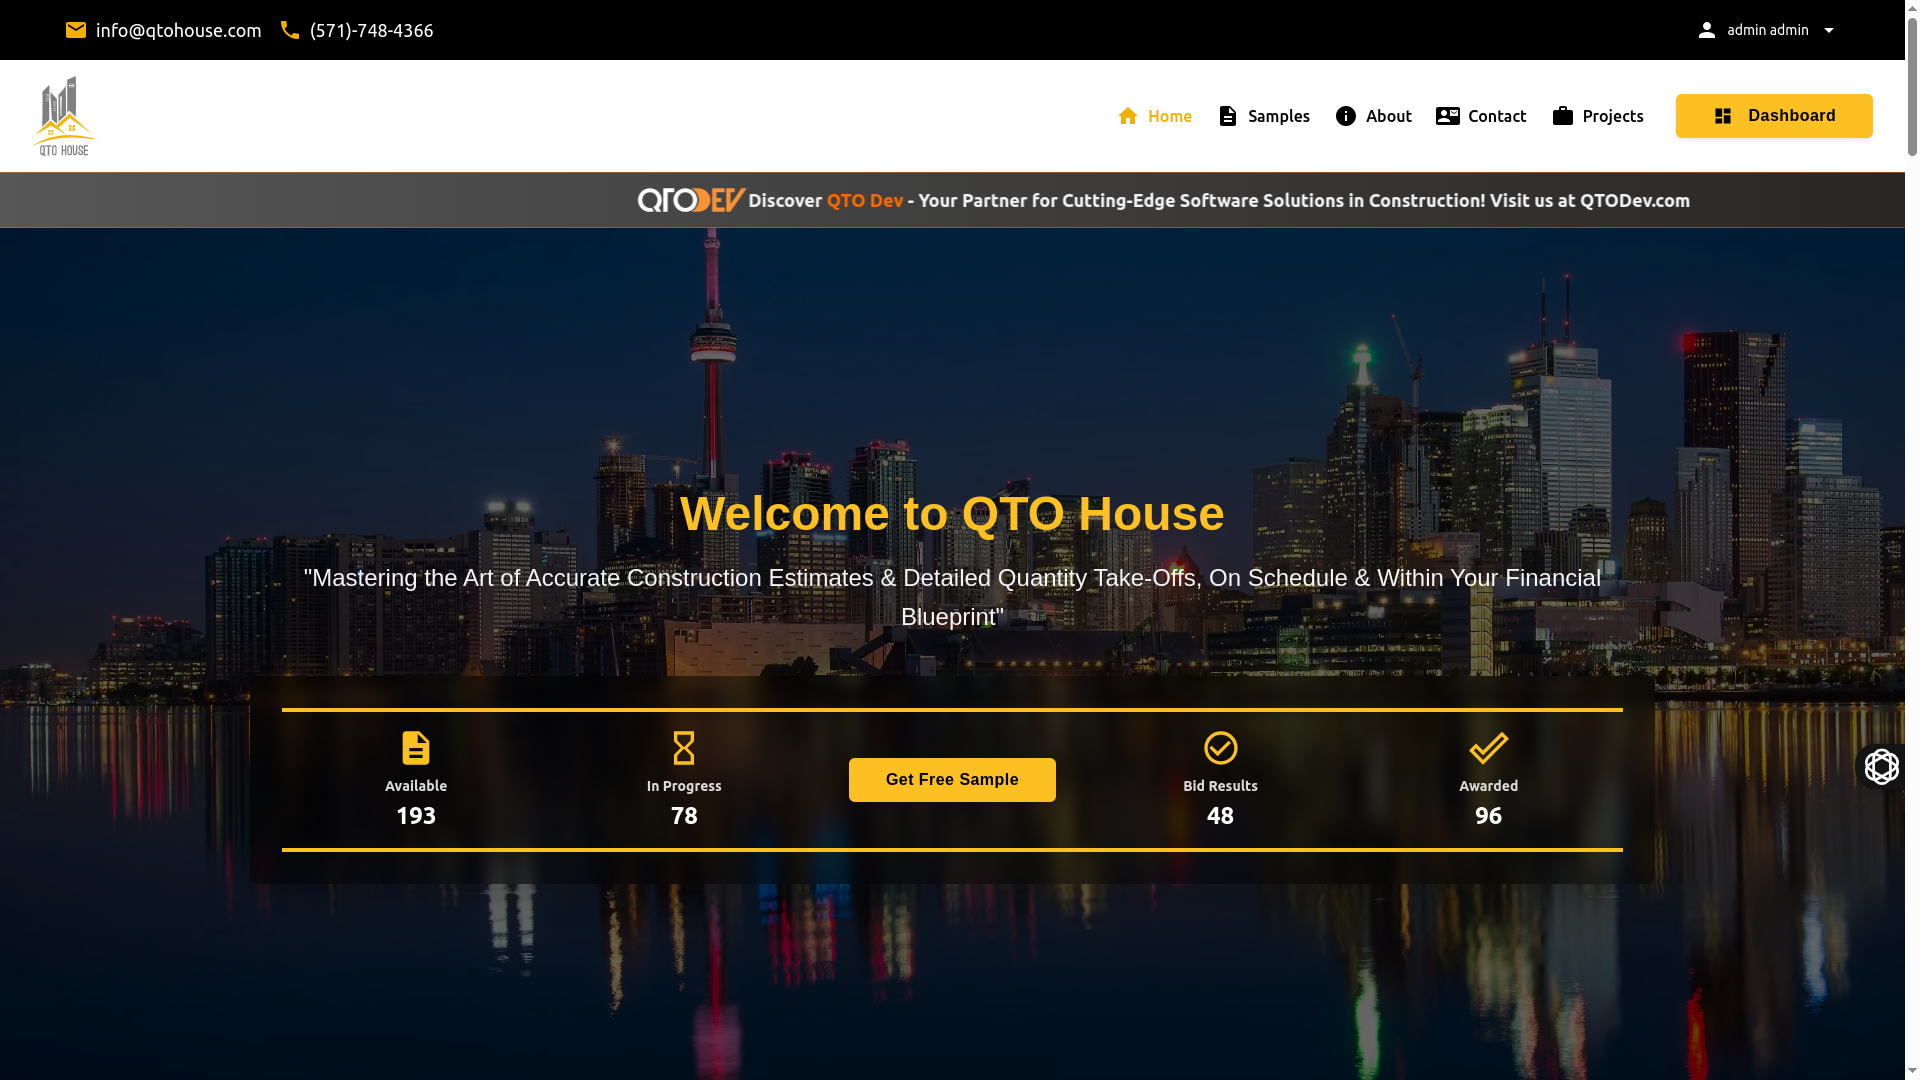 info@qtohouse.com (571)-748-4366 admin admin
QTO HOUSE
Home Samples About Contact Projects Dashboard
QTODEV Discover QTO Dev - Your Partner for Cutting-Edge Software Solutions in Construction! Visit us at QTODev.com
Welcome to QTO House
"Mastering the Art of Accurate Construction Estimates & Detailed Quantity Take-Offs, On Schedule & Within Your Financial
Blueprint"
Available
193
In Progress
78
Get Free Sample
Bid Results
48
Awarded
96